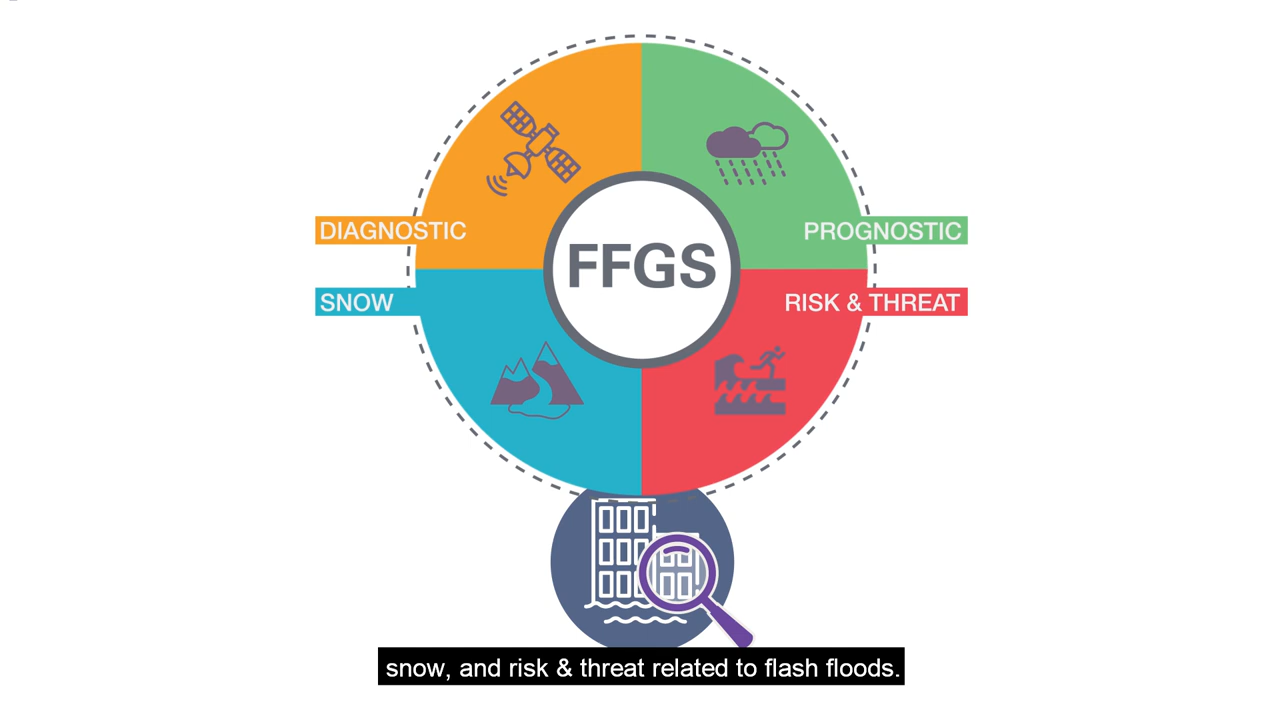 DIAGNOSTIC
PROGNOSTIC
FFGS
SNOW
RISK & THREAT
snow, and risk & threat related to flash floods.